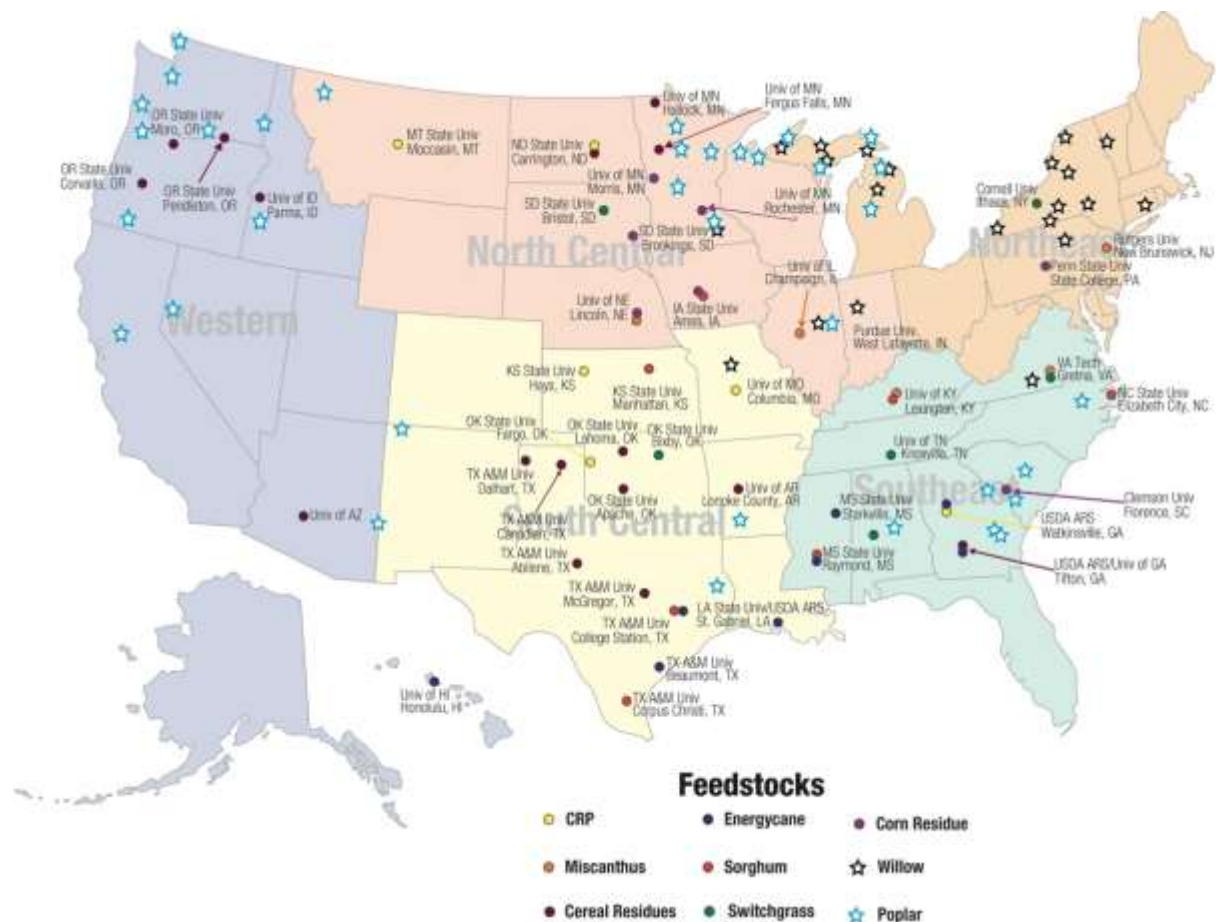 Univ of MN
Fergus Falls, MN
Univ of MN
Hallock, MN
OR State Univ
Moro, OR
MT State Univ
Moccasin, MT
ND State Univ
Carrington, ND
OR State Univ
Corvallis, OR
OR State Univ
Pendleton, OR
Univ of ID
Parma, ID
Univ of MN
Morris, MN
Univ of MN
Rochester, MN
Cornell Univ
Ithaca, NY
SD State Univ
Bristol, SD
SD State Univ
Brookings, SD
North Central
Northeast
Rutgers Univ
New Brunswick, NJ
Penn State Univ
State College, PA
Univ of IL
Champaign, IL
Western
Univ of NE
Lincoln, NE
IA State Univ
Ames, IA
Purdue Univ.
West Lafayette, IN
KS State Univ
Hays, KS
KS State Univ
Manhattan, KS
Univ of MO
Columbia, MO
VA Tech
Gretna, VA
Univ of KY
Lexington, KY
NC State Univ
Elizabeth City, NC
OK State Univ
Fargo, OK
OK State Univ
Lahoma, OK
OK State Univ
Bixby, OK
Univ of TN
Knoxville, TN
TX A&M Univ
Dalhart, TX
Univ of AR
Lonoke County, AR
Southeast
Clemson Univ
Florence, SC
OK State Univ
Apache, OK
MS State Univ
Starkville, MS
Univ of AZ
TX A&M Univ
Canadian, TX
South Central
USDA ARS
Watkinsville, GA
TX A&M Univ
Abilene, TX
MS State Univ
Raymond, MS
USDA ARS/Univ of GA
Tifton, GA
TX A&M Univ
McGregor, TX
LA State Univ/USDA ARS
St. Gabriel, LA
TX A&M Univ
College Station, TX
TX A&M Univ
Beaumont, TX
Univ of HI
Honolulu, HI
TX A&M Univ
Corpus Christi, TX
Feedstocks
CRP
Energycane
Corn Residue
Miscanthus
Sorghum
Willow
Cereal Residues
Switchgrass
Poplar